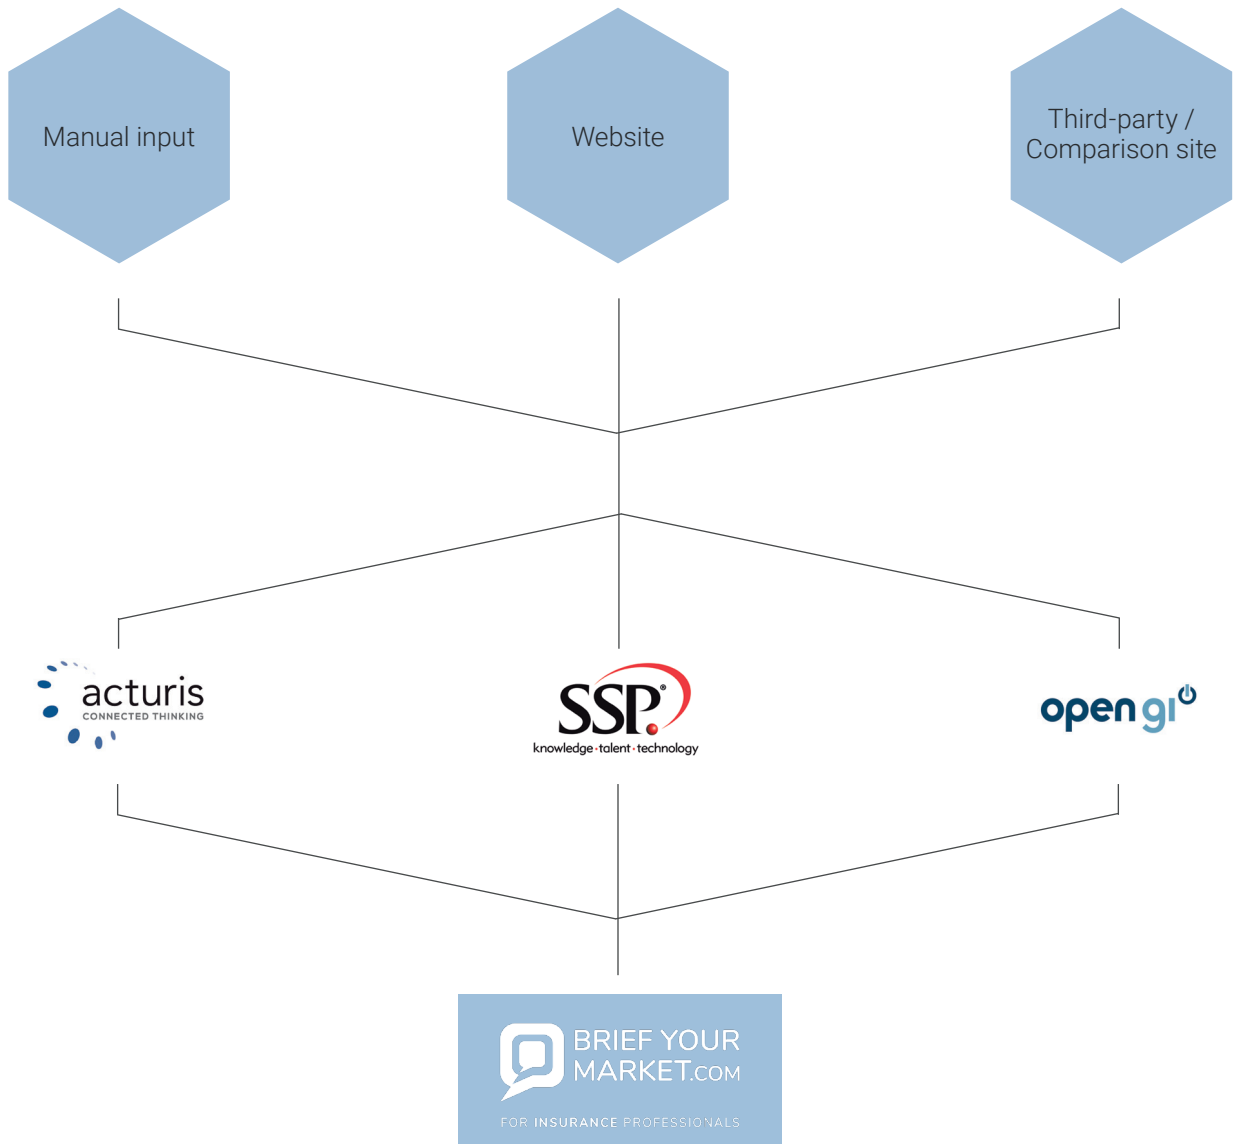 Manual input
Website
Third-party /
Comparison site
acturis
CONNECTED THINKING
SSP®
knowledge·talent·technology
open gi
BRIEF YOUR
MARKET.COM
FOR INSURANCE PROFESSIONALS